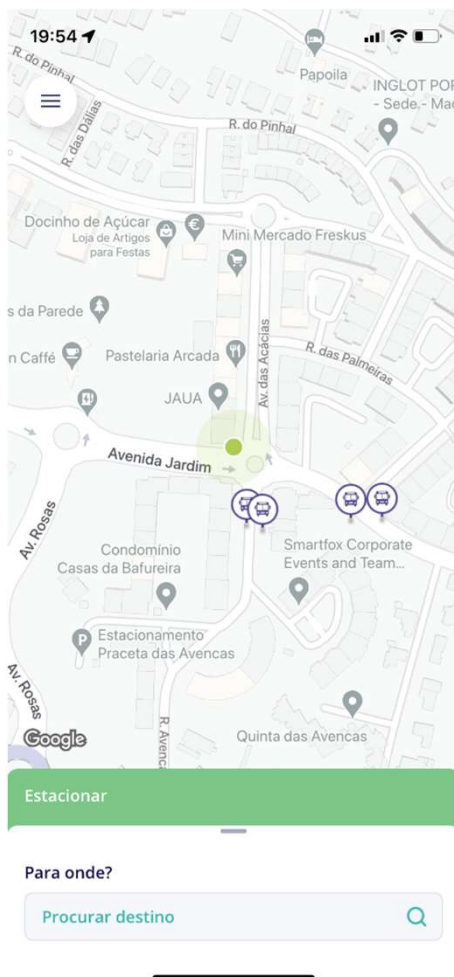 19:54
R. do Pinhal
Papoila
INGLOT POR
- Sede - Mac
R. das Dálias
R. do Pinhal
Docinho de Açúcar
Loja de Artigos
para Festas
Mini Mercado Freskus
s da Parede
Av. das Acácias
R. das Palmeiras
n Caffé
Pastelaria Arcada
JAUA
Avenida Jardim
Av. Rosas
Condomínio
Casas da Bafureira
Smartfox Corporate
Events and Team...
P
Estacionamento
Praceta das Avencas
Av. Rosas
R. Avenca
Quinta das Avencas
Google
Estacionar
Para onde?
Procurar destino